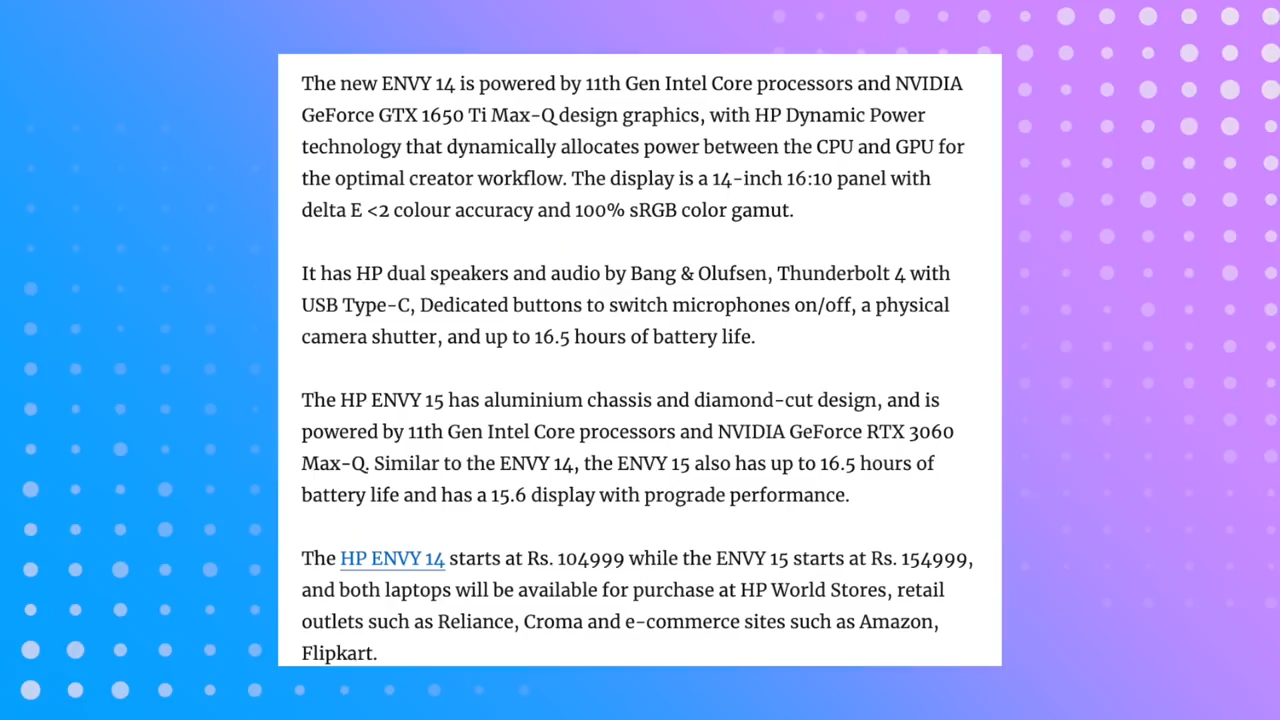 The new ENVY 14 is powered by 11th Gen Intel Core processors and NVIDIA
GeForce GTX 1650 Ti Max-Q design graphics, with HP Dynamic Power
technology that dynamically allocates power between the CPU and GPU for
the optimal creator workflow. The display is a 14-inch 16:10 panel with
delta E <2 colour accuracy and 100% sRGB color gamut.
It has HP dual speakers and audio by Bang & Olufsen, Thunderbolt 4 with
USB Type-C, Dedicated buttons to switch microphones on/off, a physical
camera shutter, and up to 16.5 hours of battery life.
The HP ENVY 15 has aluminium chassis and diamond-cut design, and is
powered by 11th Gen Intel Core processors and NVIDIA GeForce RTX 3060
Max-Q. Similar to the ENVY 14, the ENVY 15 also has up to 16.5 hours of
battery life and has a 15.6 display with prograde performance.
The HP ENVY 14 starts at Rs. 104999 while the ENVY 15 starts at Rs. 154999,
and both laptops will be available for purchase at HP World Stores, retail
outlets such as Reliance, Croma and e-commerce sites such as Amazon,
Flipkart.